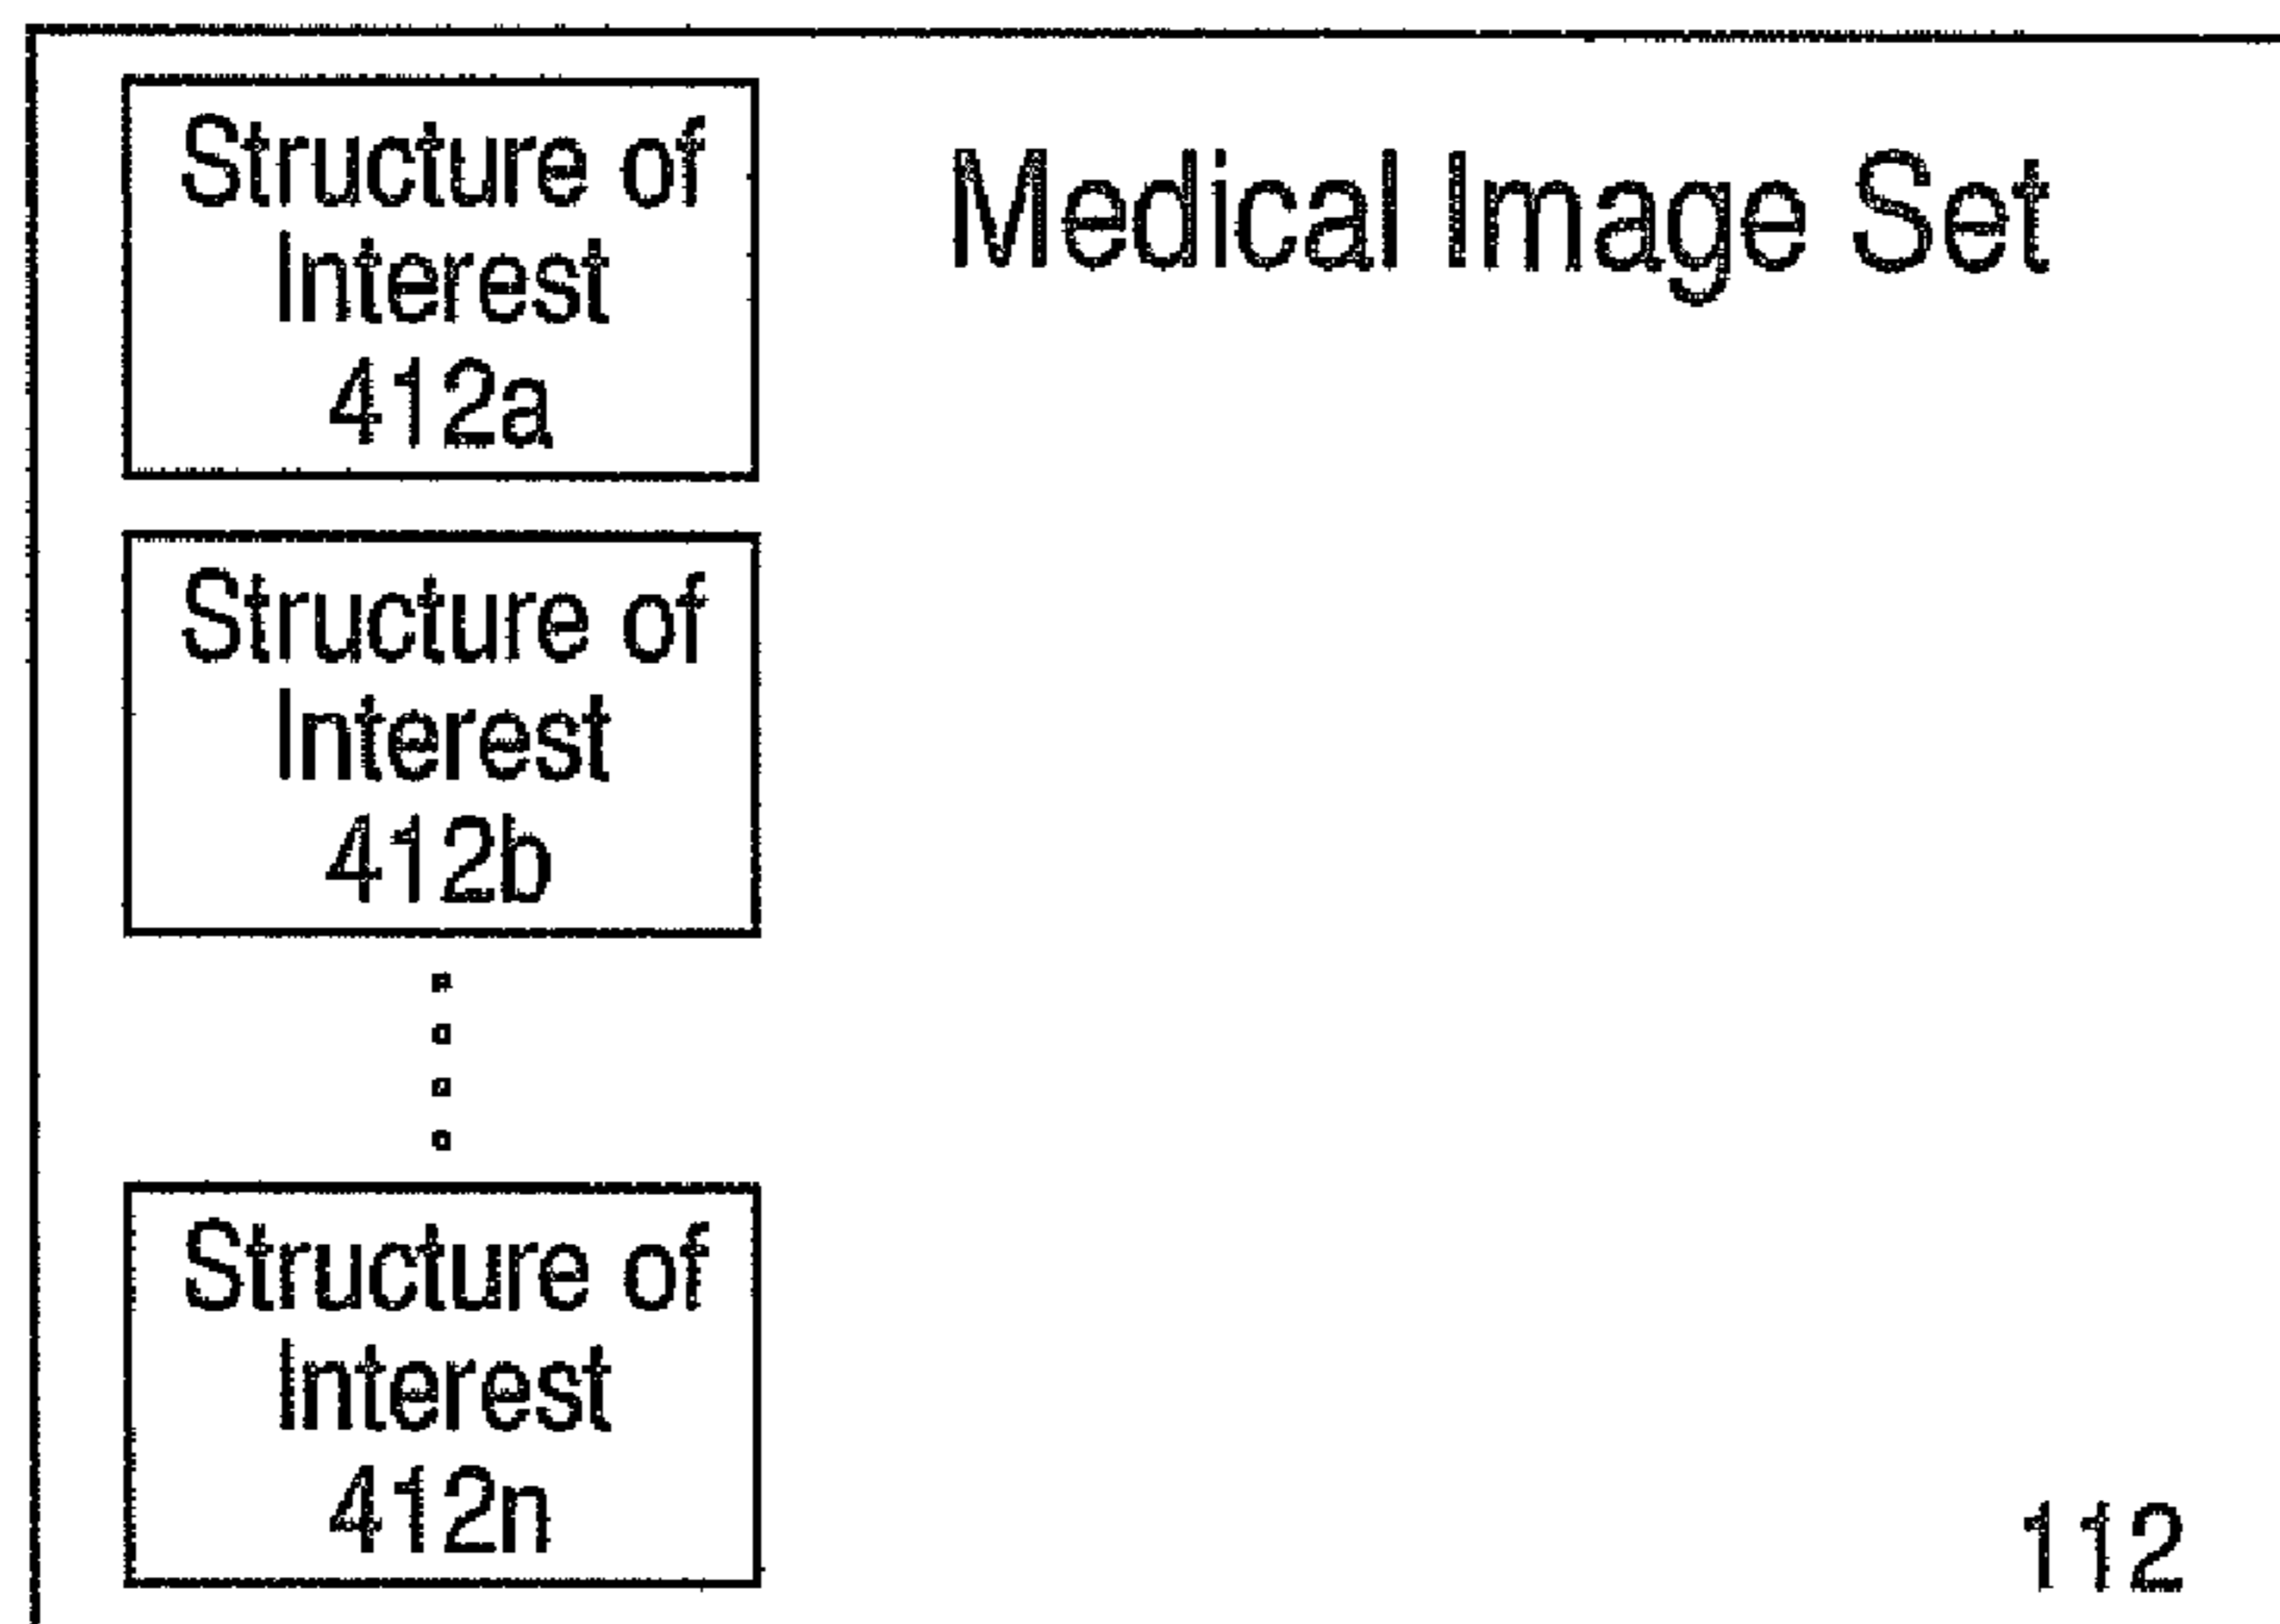 Structure of
Interest
412a
Medical Image Set
Structure of
Interest
412b
Structure of
Interest
412n
112